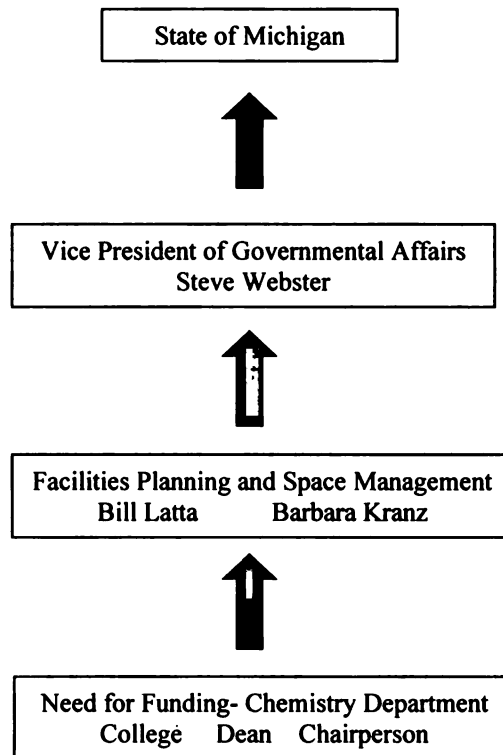 State of Michigan
Vice President of Governmental Affairs
Steve Webster
Facilities Planning and Space Management
Bill Latta Barbara Kranz
Need for Funding- Chemistry Department
College Dean Chairperson